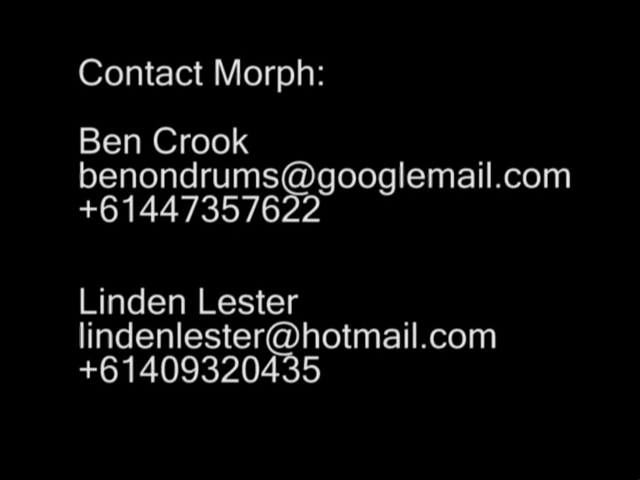 Contact Morph:
Ben Crook
benondrums@googlemail.com
+61447357622
Linden Lester
lindenlester@hotmail.com
+61409320435